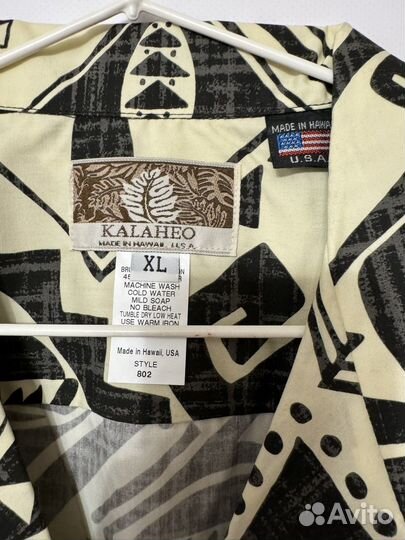 MADE IN HAWAII
U.S.A.
KALAHEO
MADE IN HAWAII, U.S.A.
XL
MACHINE WASH
COLD WATER
MILD SOAP
NO BLEACH
TUMBLE DRY LOW HEAT
USE WARM IRON
Made in Hawaii, USA
STYLE
802
Avito